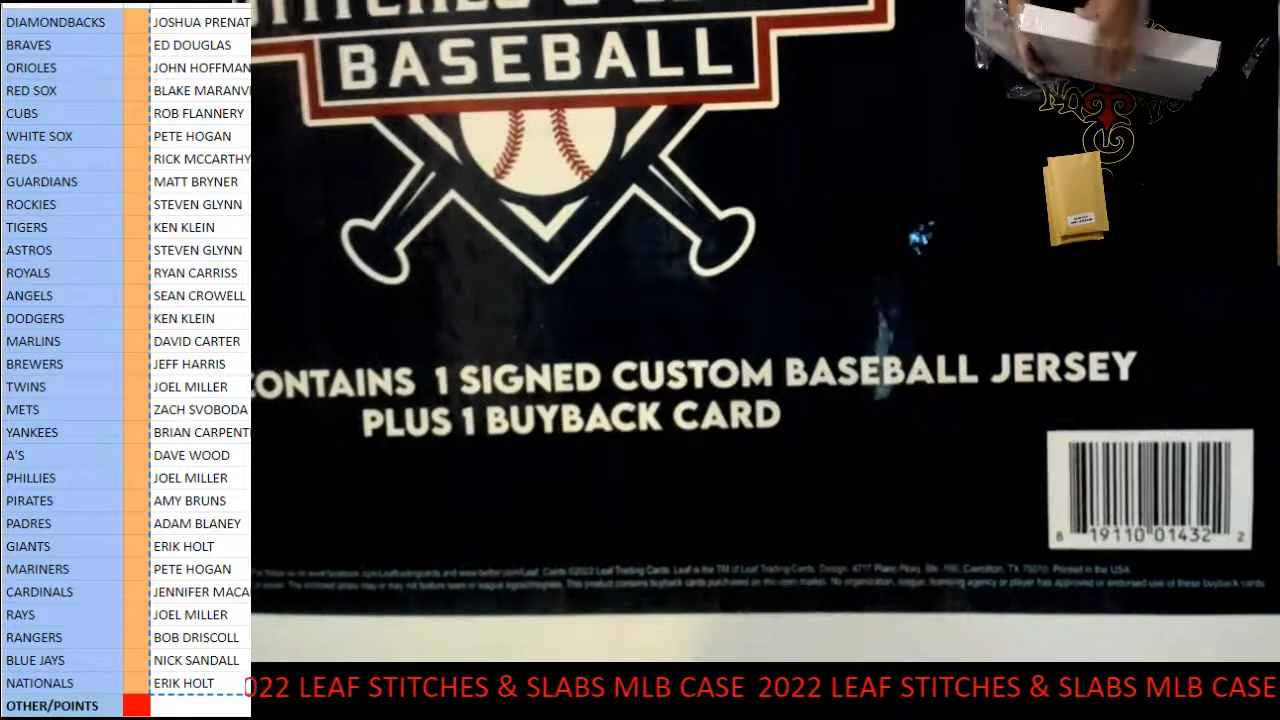 DIAMONDBACKS JOSHUA PRENAT
BRAVES ED DOUGLAS
ORIOLES JOHN HOFFMAN
RED SOX BLAKE MARANV
CUBS ROB FLANNERY
WHITE SOX PETE HOGAN
REDS RICK MCCARTHY
GUARDIANS MATT BRYNER
ROCKIES STEVEN GLYNN
TIGERS KEN KLEIN
ASTROS STEVEN GLYNN
ROYALS RYAN CARRISS
ANGELS SEAN CROWELL
DODGERS KEN KLEIN
MARLINS DAVID CARTER
BREWERS JEFF HARRIS
TWINS JOEL MILLER
METS ZACH SVOBODA
YANKEES BRIAN CARPENT
A'S DAVE WOOD
PHILLIES JOEL MILLER
PIRATES AMY BRUNS
PADRES ADAM BLANEY
GIANTS ERIK HOLT
MARINERS PETE HOGAN
CARDINALS JENNIFER MACA
RAYS JOEL MILLER
RANGERS BOB DRISCOLL
BLUE JAYS NICK SANDALL
NATIONALS ERIK HOLT
OTHER/POINTS
BASEBALL
CONTAINS 1 SIGNED CUSTOM BASEBALL JERSEY
PLUS 1 BUYBACK CARD
8 19110 01432 2
022 LEAF STITCHES & SLABS MLB CASE 2022 LEAF STITCHES & SLABS MLB CASE